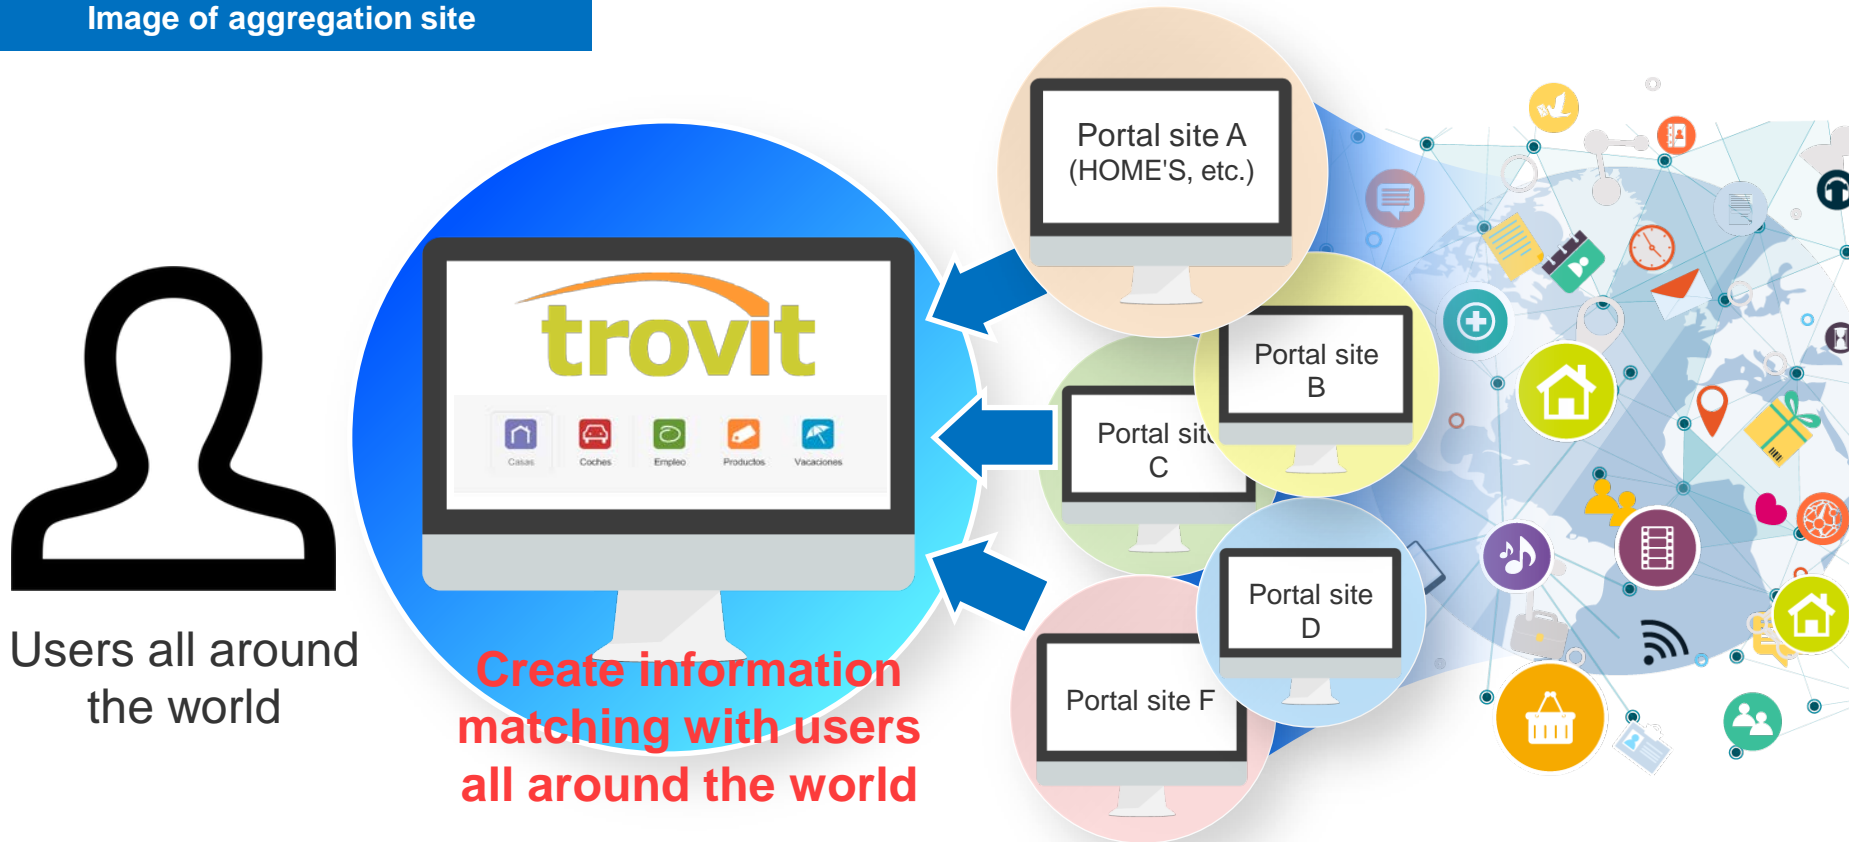 Image of aggregation site
Portal site A
(HOME'S, etc.)
trovit
Casas
Coches
Empleo
Productos
Vacaciones
Portal site
B
Portal site
C
Portal site
D
Portal site F
Users all around
the world
Create information
matching with users
all around the world